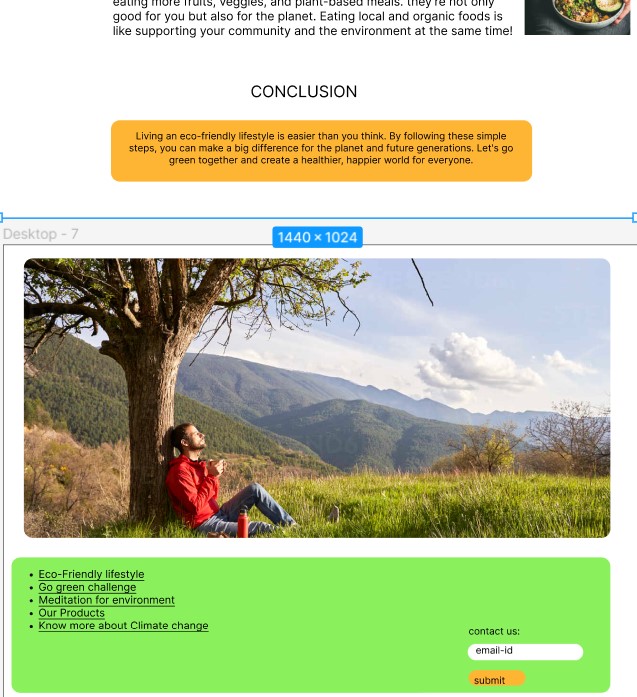 eating more fruits, veggies, and plant-based meals. they're not only
good for you but also for the planet. Eating local and organic foods is
like supporting your community and the environment at the same time!
CONCLUSION
Living an eco-friendly lifestyle is easier than you think. By following these simple
steps, you can make a big difference for the planet and future generations. Let's go
green together and create a healthier, happier world for everyone.
Desktop - 7
1440 × 1024
• Eco-Friendly lifestyle
• Go green challenge
• Meditation for environment
• Our Products
• Know more about Climate change
contact us:
email-id
submit